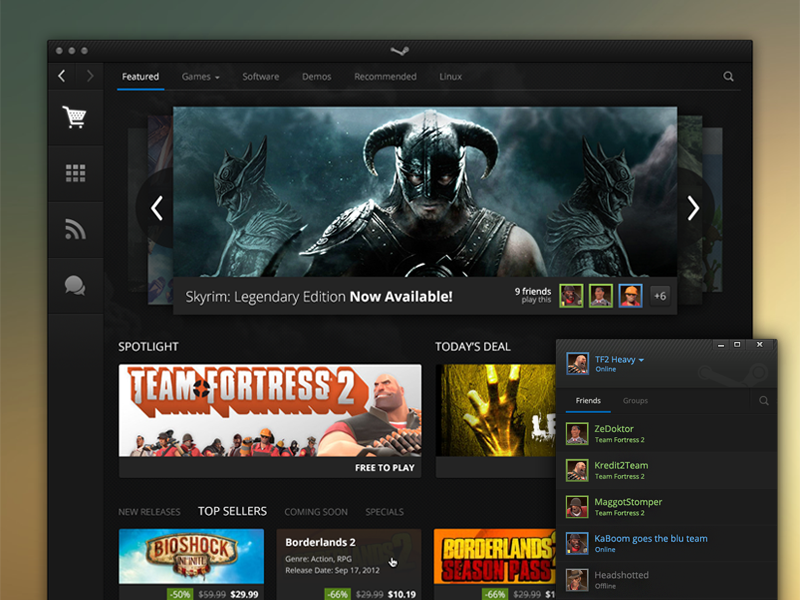 Featured Games Software Demos Recommended Linux
Skyrim: Legendary Edition Now Available!
9 friends
play this
+6
SPOTLIGHT
TEAM FORTRESS 2
FREE TO PLAY
TODAY'S DEAL
NEW RELEASES TOP SELLERS COMING SOON SPECIALS
BIOSHOCK
INFINITE
-50% $59.99 $29.99
Borderlands 2
Genre: Action, RPG
Release Date: Sep 17, 2012
-66% $29.99 $10.19
BORDERLANDS
SEASON PASS
-66% $29.99
TF2 Heavy
Online
Friends Groups
ZeDoktor
Team Fortress 2
Kredit2Team
Team Fortress 2
MaggotStomper
Team Fortress 2
KaBoom goes the blu team
Online
Headshotted
Offline